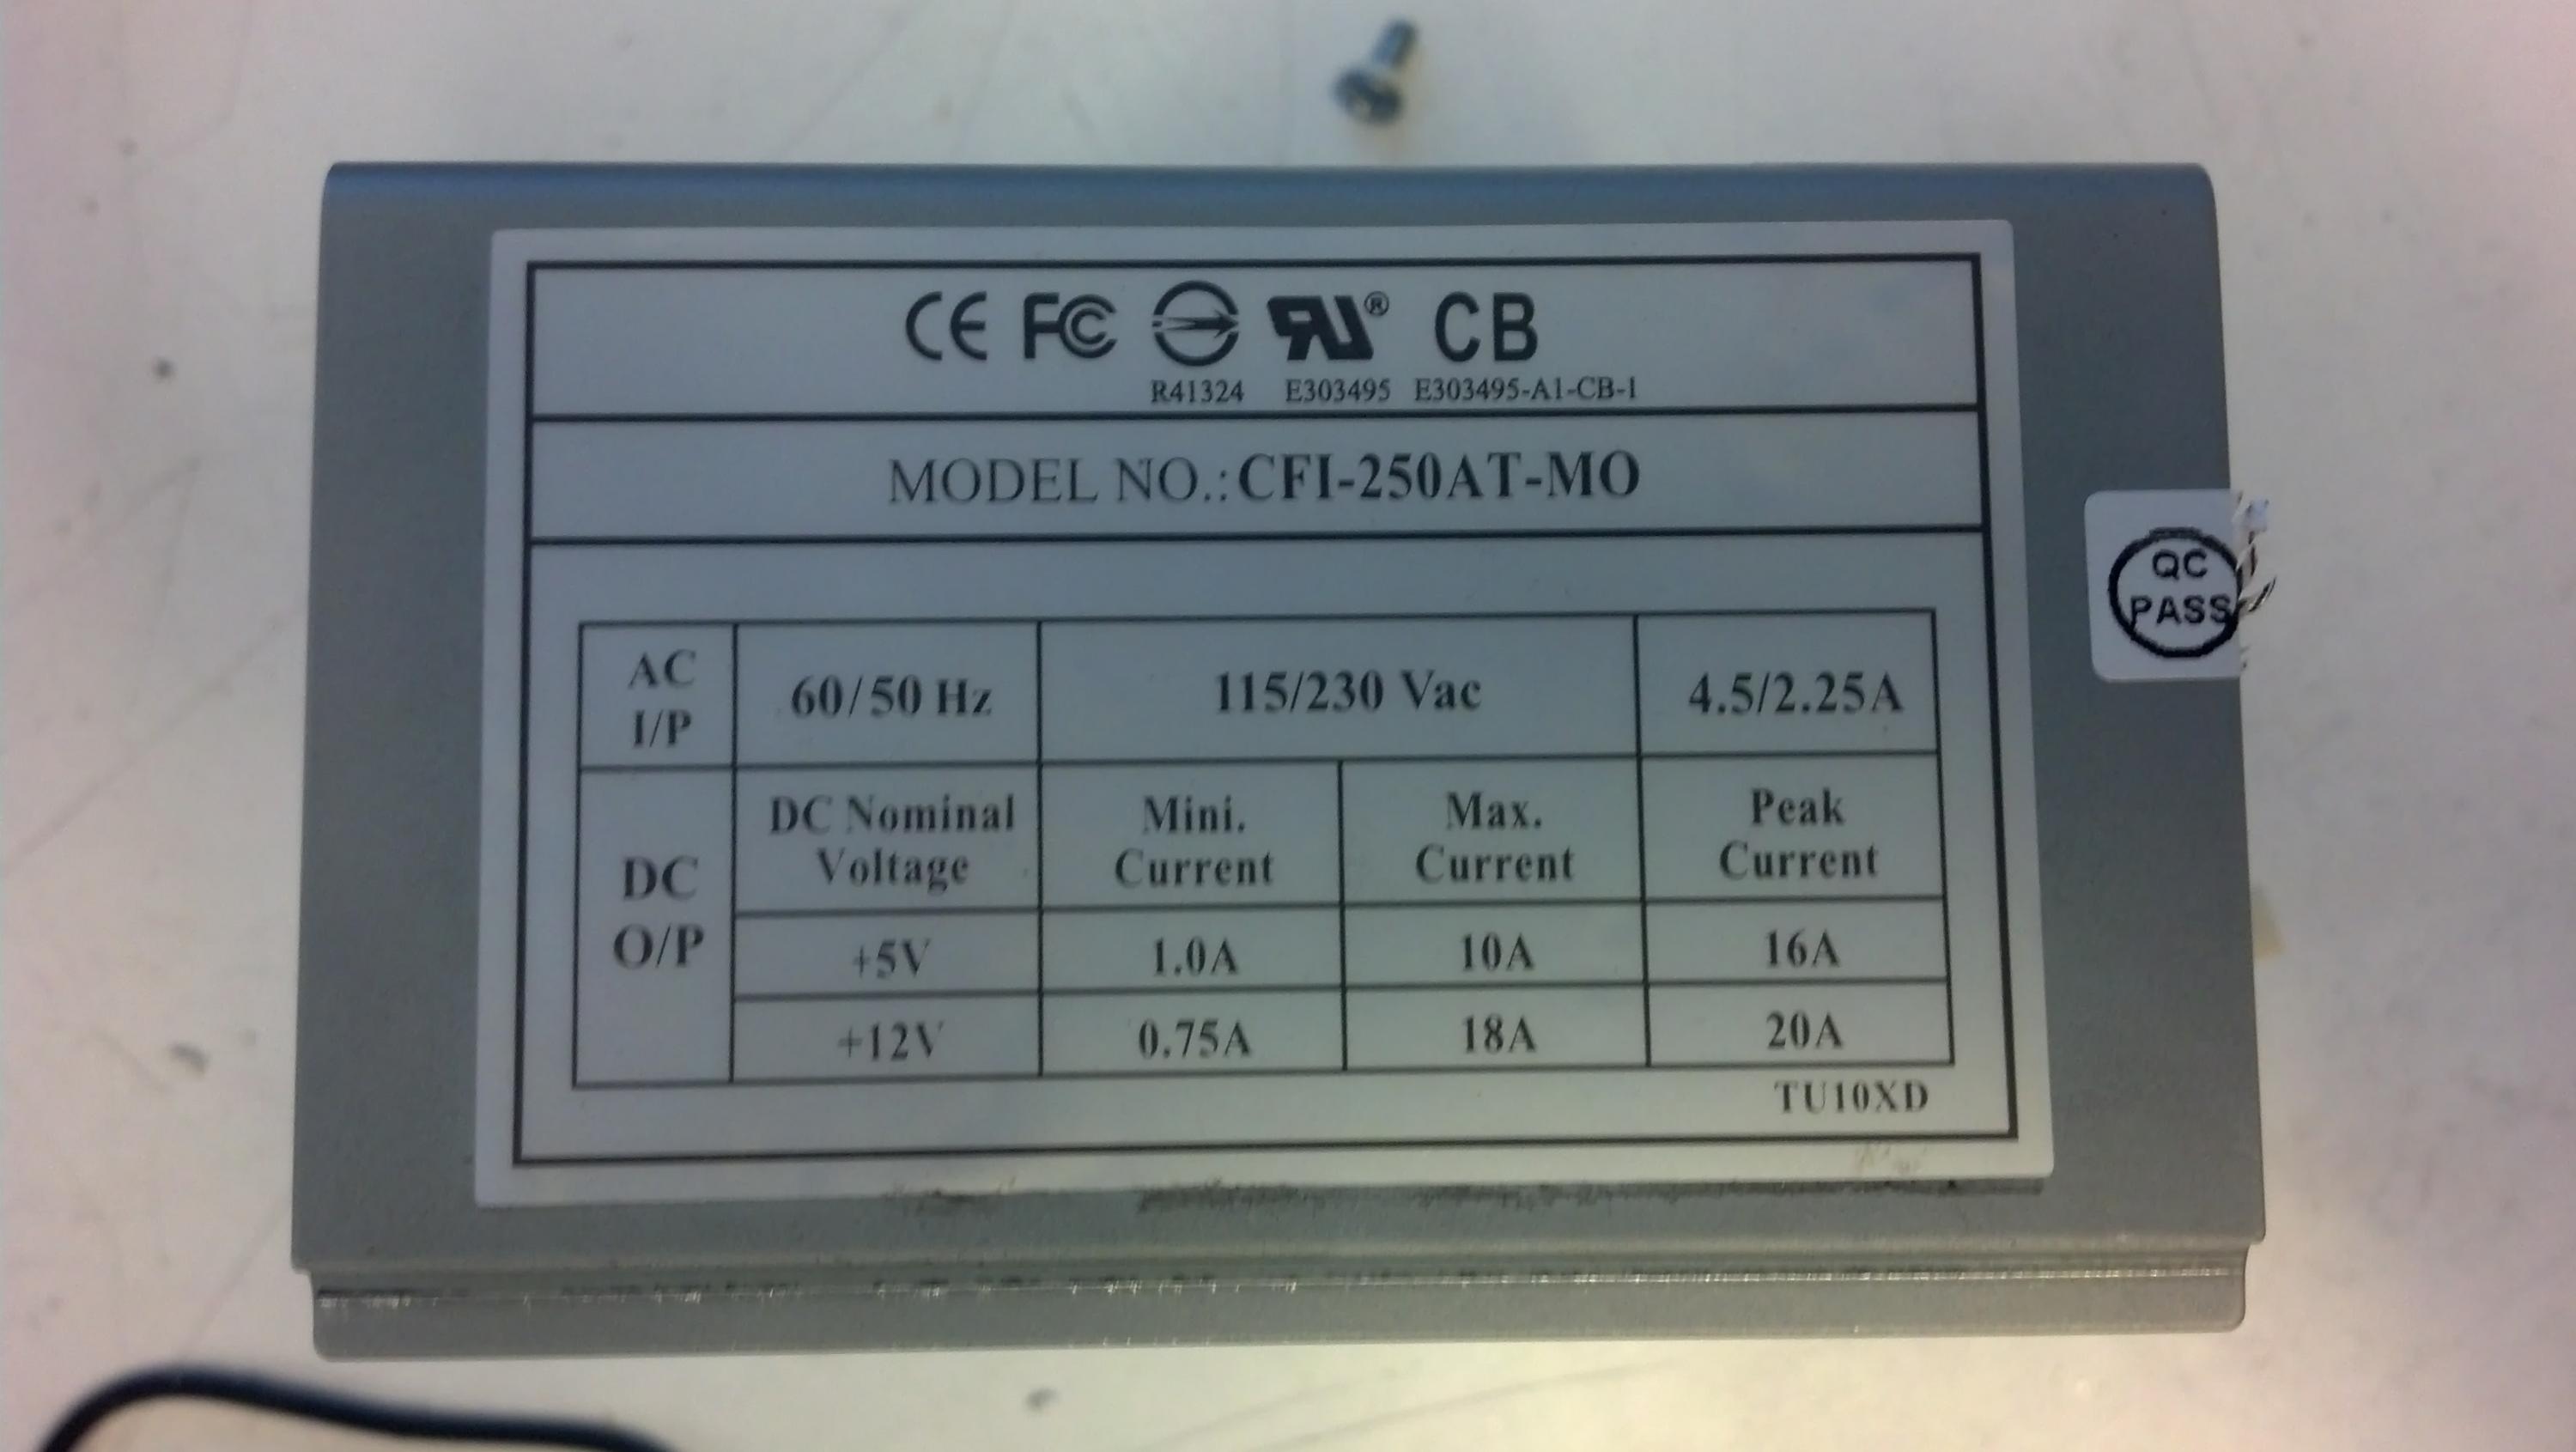 CE FC RU® CB
R41324 E303495 E303495-A1-CB-1
MODEL NO.: CFI-250AT-MO
QC
PASS
AC I/P 60/50 Hz 115/230 Vac 4.5/2.25A
DC O/P DC Nominal Voltage Mini. Current Max. Current Peak Current
+5V 1.0A 10A 16A
+12V 0.75A 18A 20A
TU10XD